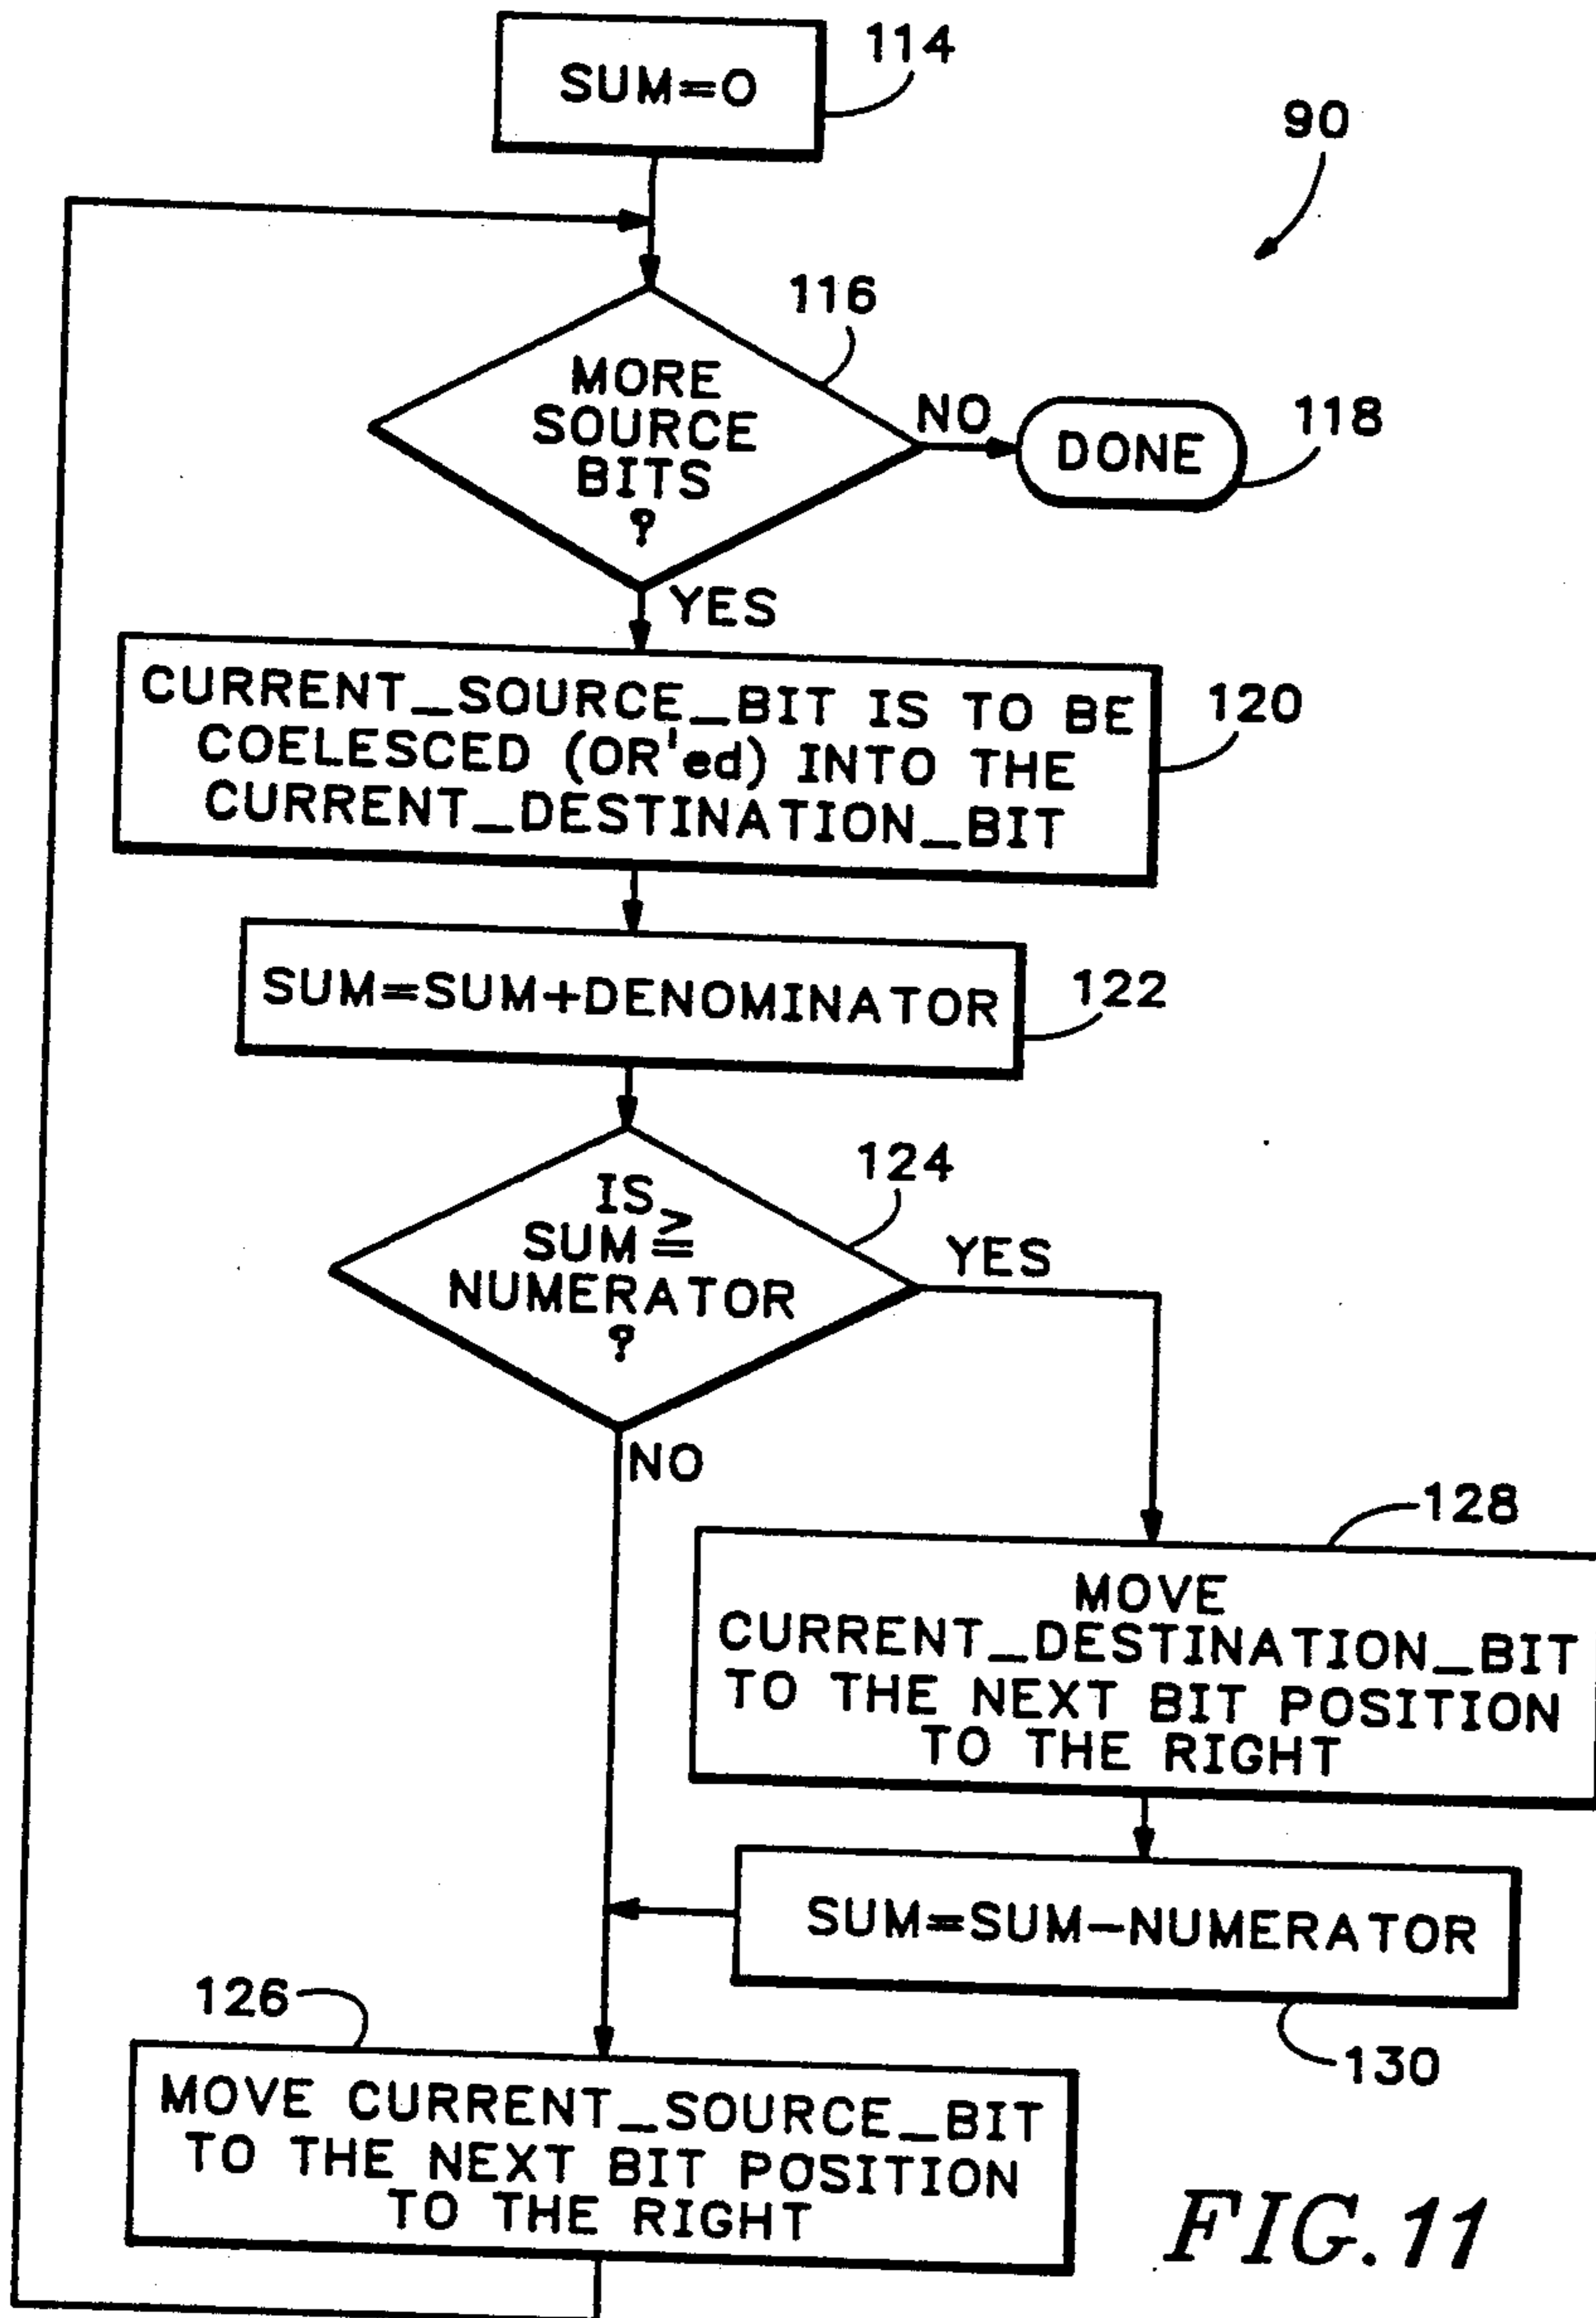 SUM=0
114
90
116
MORE
SOURCE
BITS
?
NO
DONE
118
YES
CURRENT_SOURCE_BIT IS TO BE
COELESCED (OR'ed) INTO THE
CURRENT_DESTINATION_BIT
120
SUM=SUM+DENOMINATOR
122
IS
SUM ≧
NUMERATOR
?
124
YES
NO
128
MOVE
CURRENT_DESTINATION_BIT
TO THE NEXT BIT POSITION
TO THE RIGHT
SUM=SUM-NUMERATOR
130
126
MOVE CURRENT_SOURCE_BIT
TO THE NEXT BIT POSITION
TO THE RIGHT
FIG.11